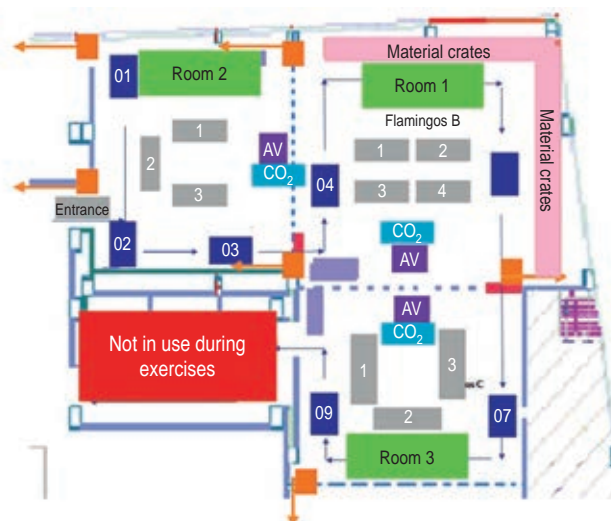 Material crates
01
Room 2
Room 1
Material crates
Flamingos B
1
2
3
AV
CO₂
1
2
3
4
04
Entrance
02
03
CO₂
AV
AV
CO₂
Not in use during
exercises
1
3
2
09
07
Room 3